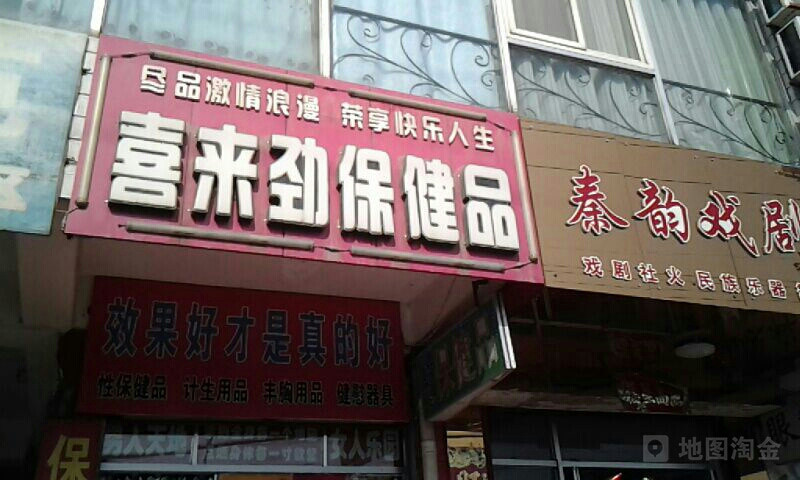 尽品激情浪漫 荣享快乐人生
喜来劲保健品
秦韵戏剧
戏剧社火民族乐器
效果好才是真的好
性保健品 计生用品 丰胸用品 健慰器具
保
男人天地
女人乐园
地图淘金